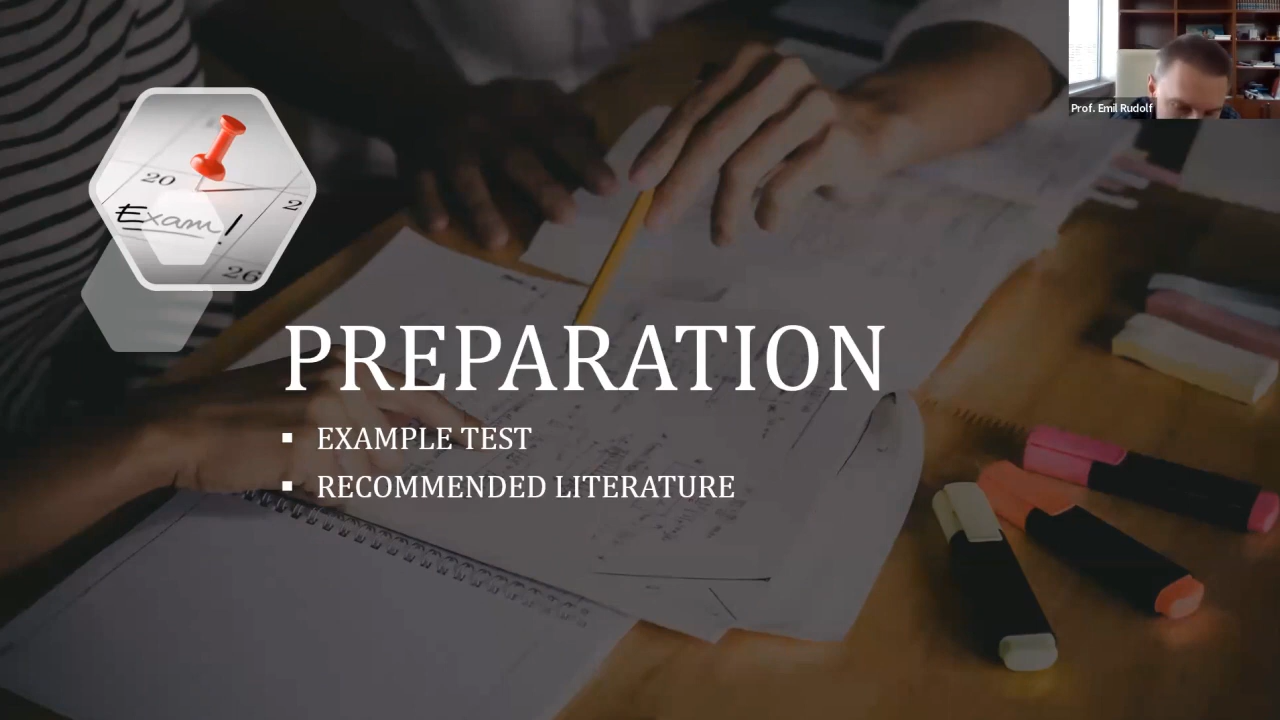 Prof. Emil Rudolf
20
2
Exam!
26
PREPARATION
▪ EXAMPLE TEST
▪ RECOMMENDED LITERATURE